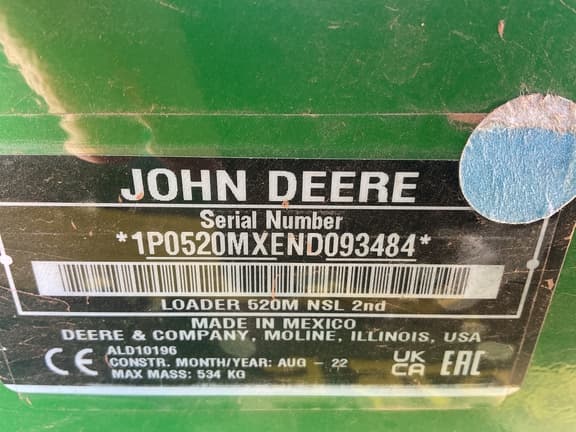 JOHN DEERE
Serial Number
*1P0520MXEND093484*
LOADER 520M NSL 2nd
MADE IN MEXICO
DEERE & COMPANY, MOLINE, ILLINOIS, USA
ALD10196
CONSTR. MONTH/YEAR: AUG - 22
MAX MASS: 534 KG
CE
UK
CA
EAC